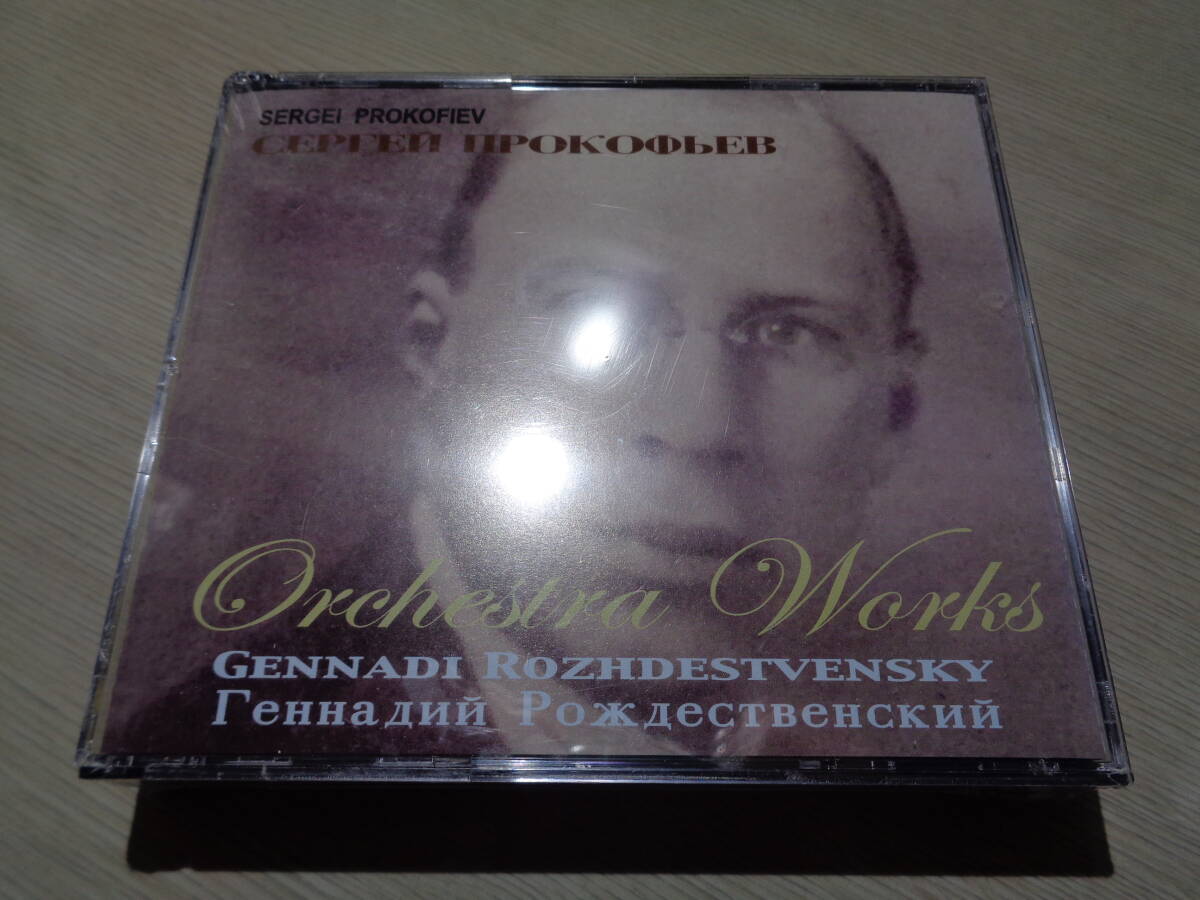 SERGEI PROKOFIEV
СЕРГЕЙ ПРОКОФЬЕВ
Orchestra Works
GENNADI ROZHDESTVENSKY
Геннадий Рождественский